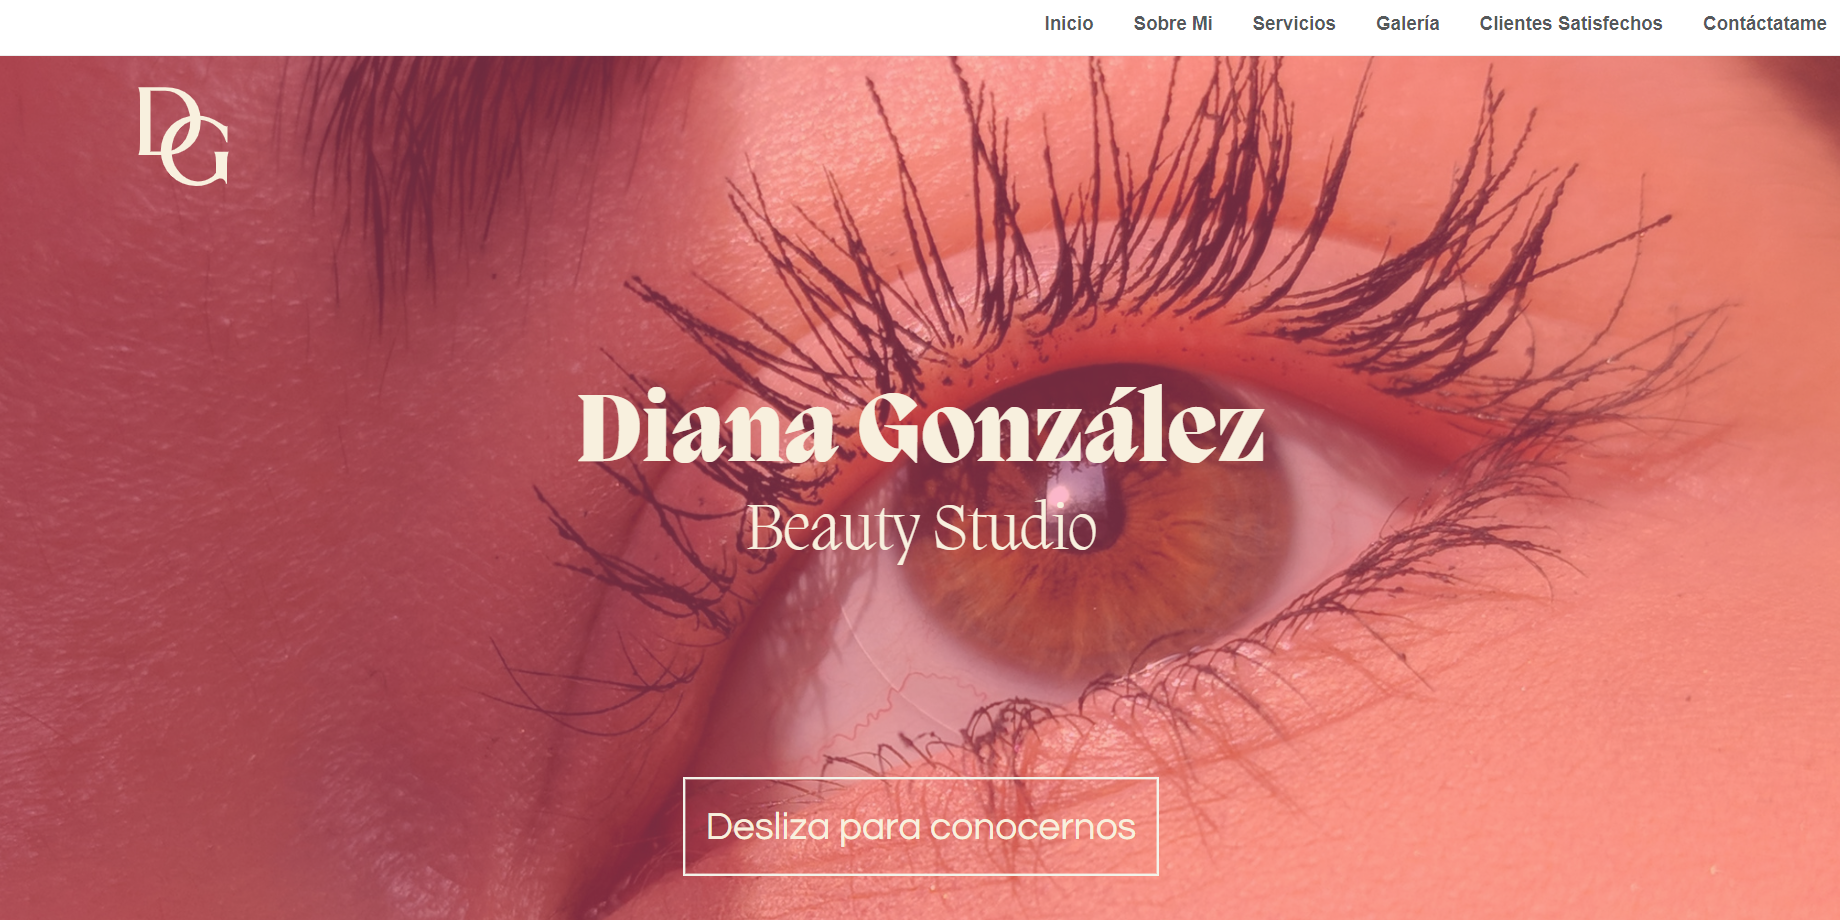 Inicio Sobre Mi Servicios Galería Clientes Satisfechos Contáctatame
DG
Diana González
Beauty Studio
Desliza para conocernos